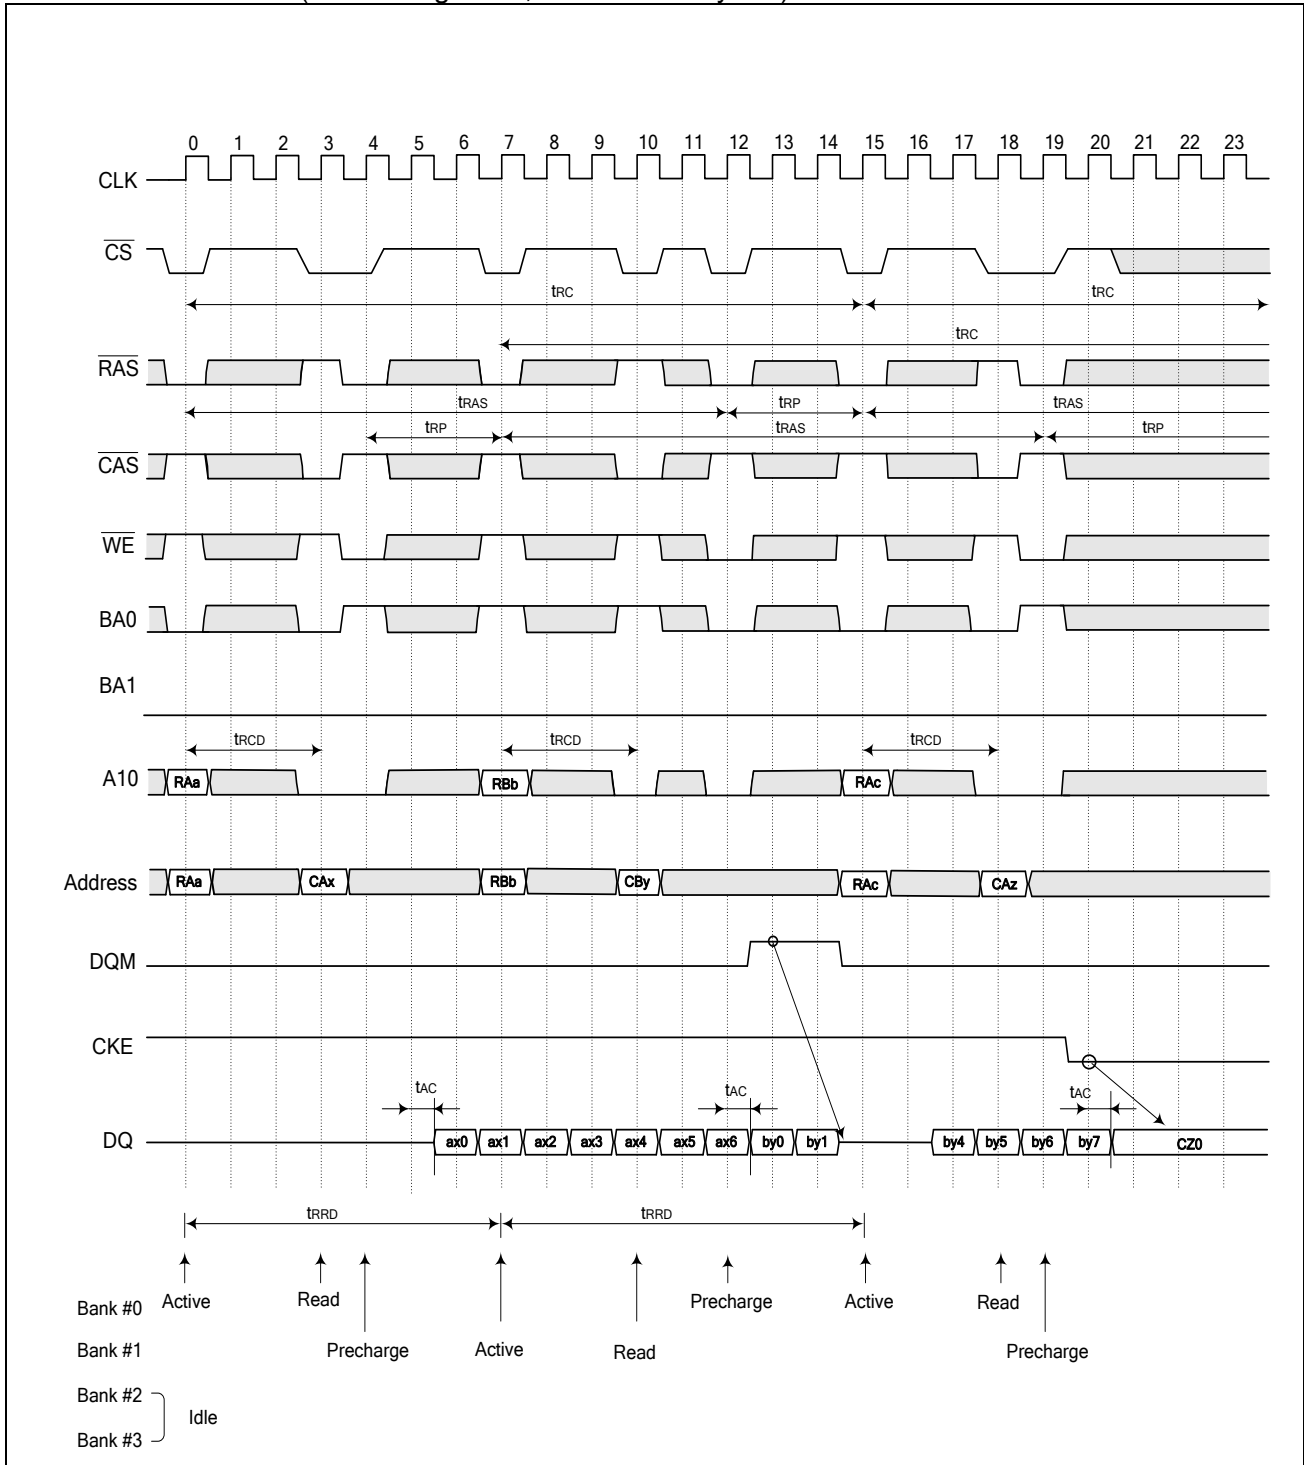 0 1 2 3 4 5 6 7 8 9 10 11 12 13 14 15 16 17 18 19 20 21 22 23
CLK
CS
tRC tRC
tRC
RAS
tRAS tRP tRAS
tRP tRAS tRP
CAS
WE
BA0
BA1
tRCD tRCD tRCD
A10 RAa RBb RAc
Address RAa CAx RBb CBy RAc CAz
DQM
CKE
tAC tAC tAC
DQ ax0 ax1 ax2 ax3 ax4 ax5 ax6 by0 by1 by4 by5 by6 by7 CZ0
tRRD tRRD
Bank #0 Active Read Precharge Active Read
Bank #1 Precharge Active Read Precharge
Bank #2
Idle
Bank #3